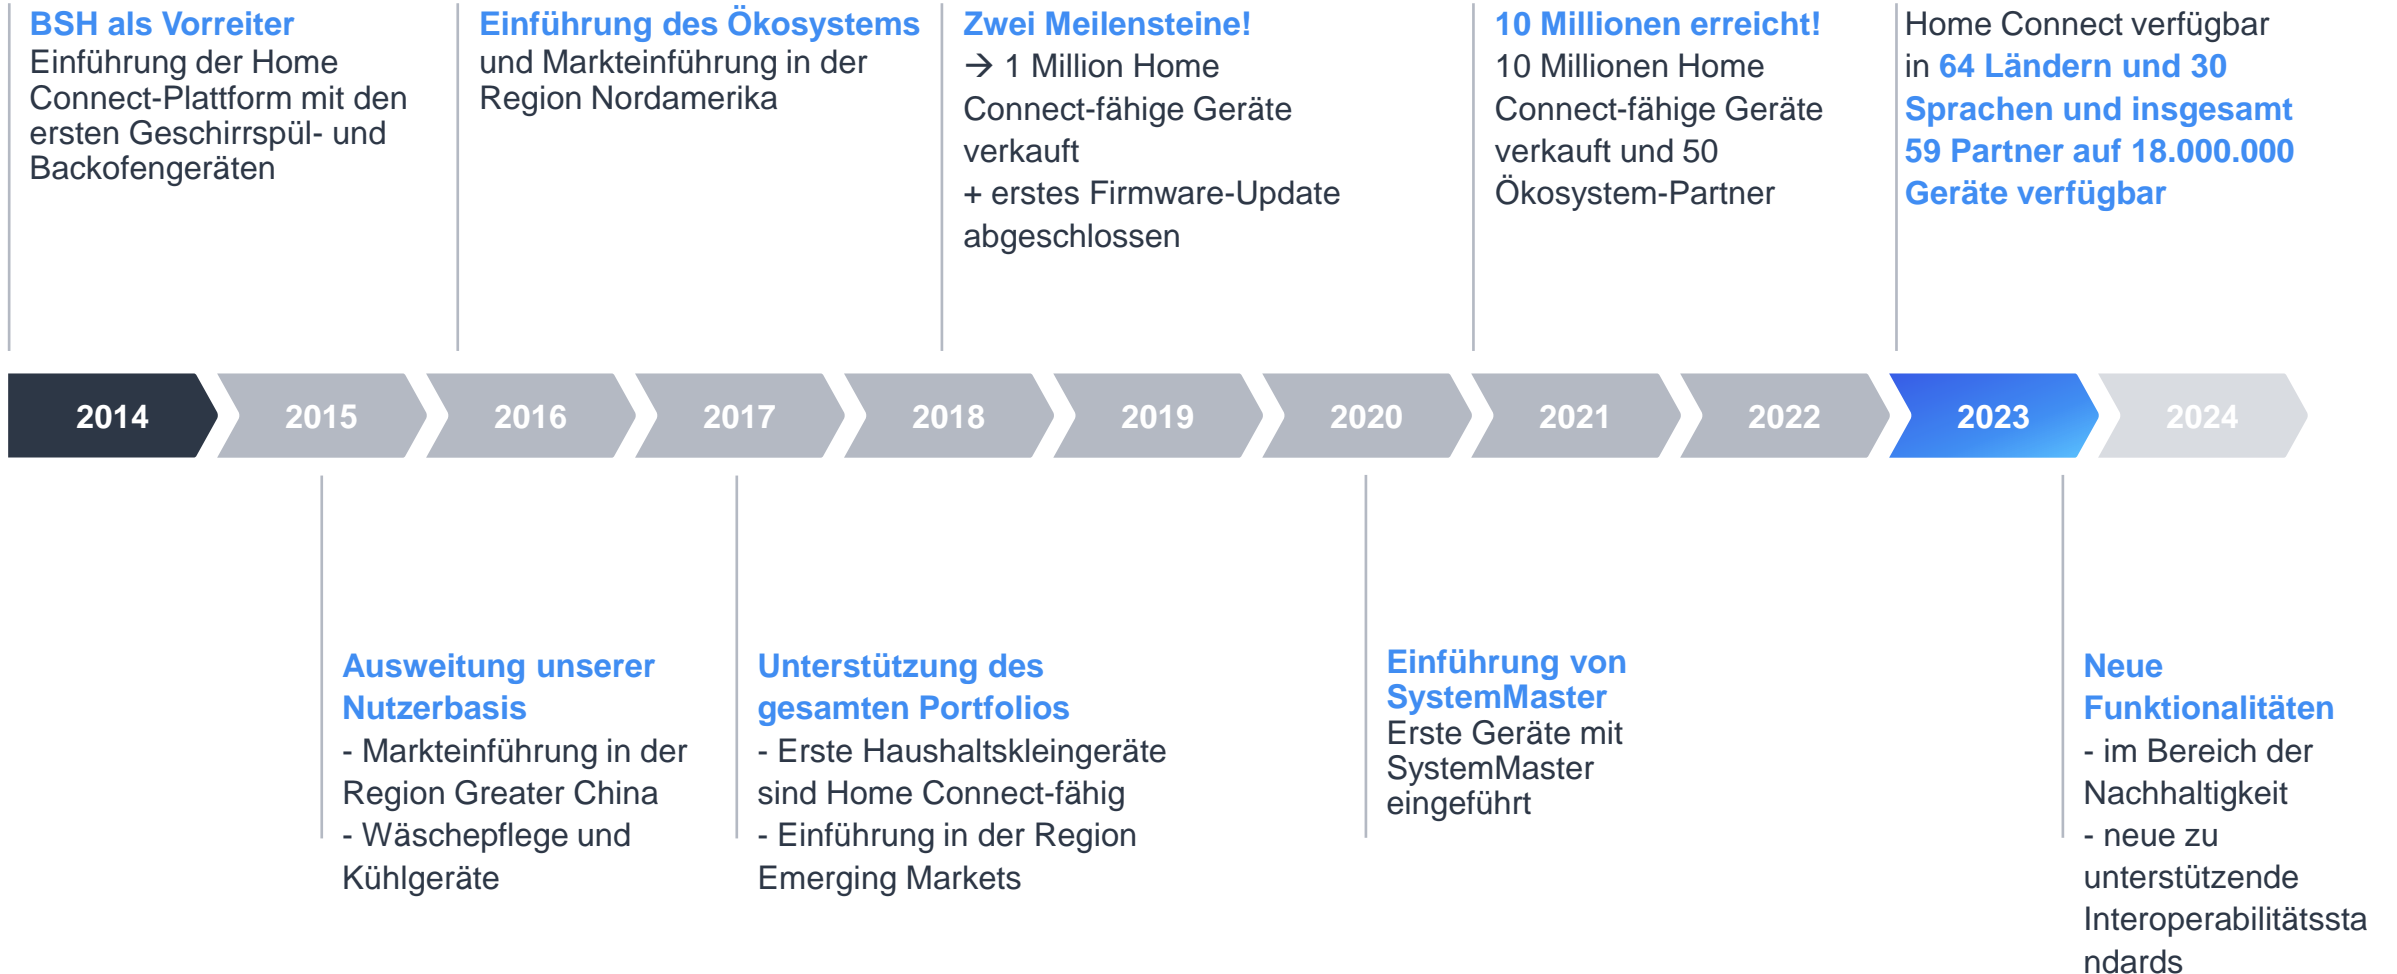 BSH als Vorreiter
Einführung der Home
Connect-Plattform mit den
ersten Geschirrspül- und
Backofengeräten
Einführung des Ökosystems
und Markteinführung in der
Region Nordamerika
Zwei Meilensteine!
→ 1 Million Home
Connect-fähige Geräte
verkauft
+ erstes Firmware-Update
abgeschlossen
10 Millionen erreicht!
10 Millionen Home
Connect-fähige Geräte
verkauft und 50
Ökosystem-Partner
Home Connect verfügbar
in 64 Ländern und 30
Sprachen und insgesamt
59 Partner auf 18.000.000
Geräte verfügbar
2014
2015
2016
2017
2018
2019
2020
2021
2022
2023
2024
Ausweitung unserer
Nutzerbasis
- Markteinführung in der
Region Greater China
- Wäschepflege und
Kühlgeräte
Unterstützung des
gesamten Portfolios
- Erste Haushaltskleingeräte
sind Home Connect-fähig
- Einführung in der Region
Emerging Markets
Einführung von
SystemMaster
Erste Geräte mit
SystemMaster
eingeführt
Neue
Funktionalitäten
- im Bereich der
Nachhaltigkeit
- neue zu
unterstützende
Interoperabilitätssta
ndards